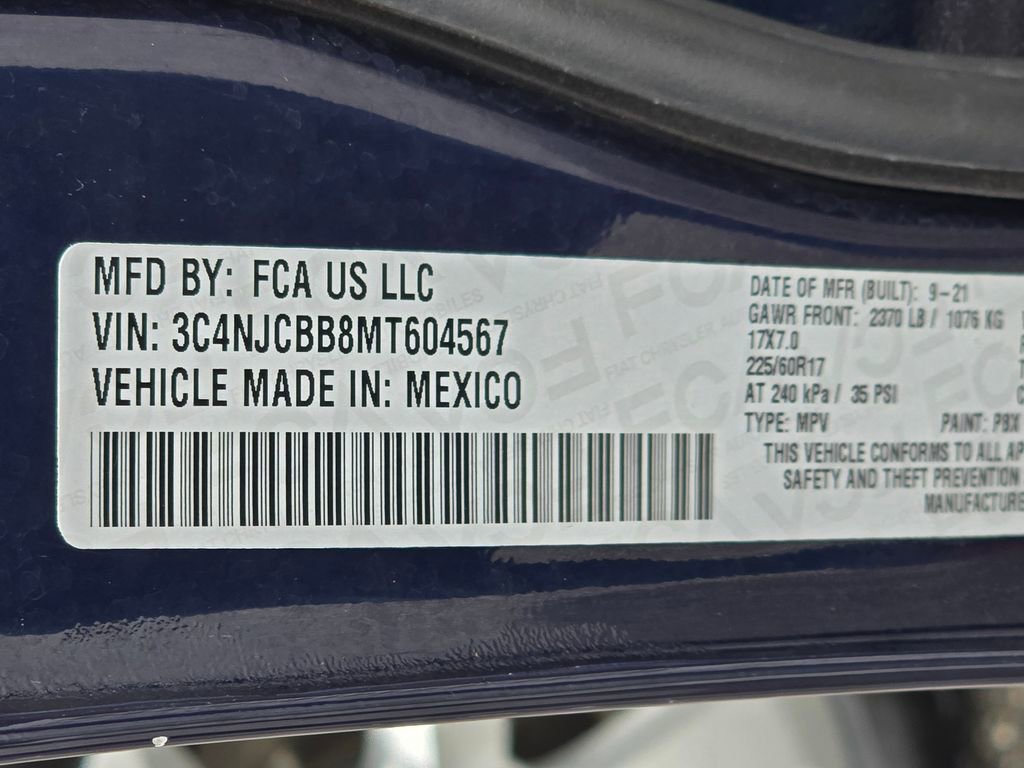 MFD BY: FCA US LLC
VIN: 3C4NJCBB8MT604567
VEHICLE MADE IN: MEXICO
DATE OF MFR (BUILT): 9-21
GAWR FRONT: 2370 LB / 1076 KG
17X7.0
225/60R17
AT 240 kPa / 35 PSI
TYPE: MPV PAINT: PBX
THIS VEHICLE CONFORMS TO ALL AP
SAFETY AND THEFT PREVENTION
MANUFACTURE